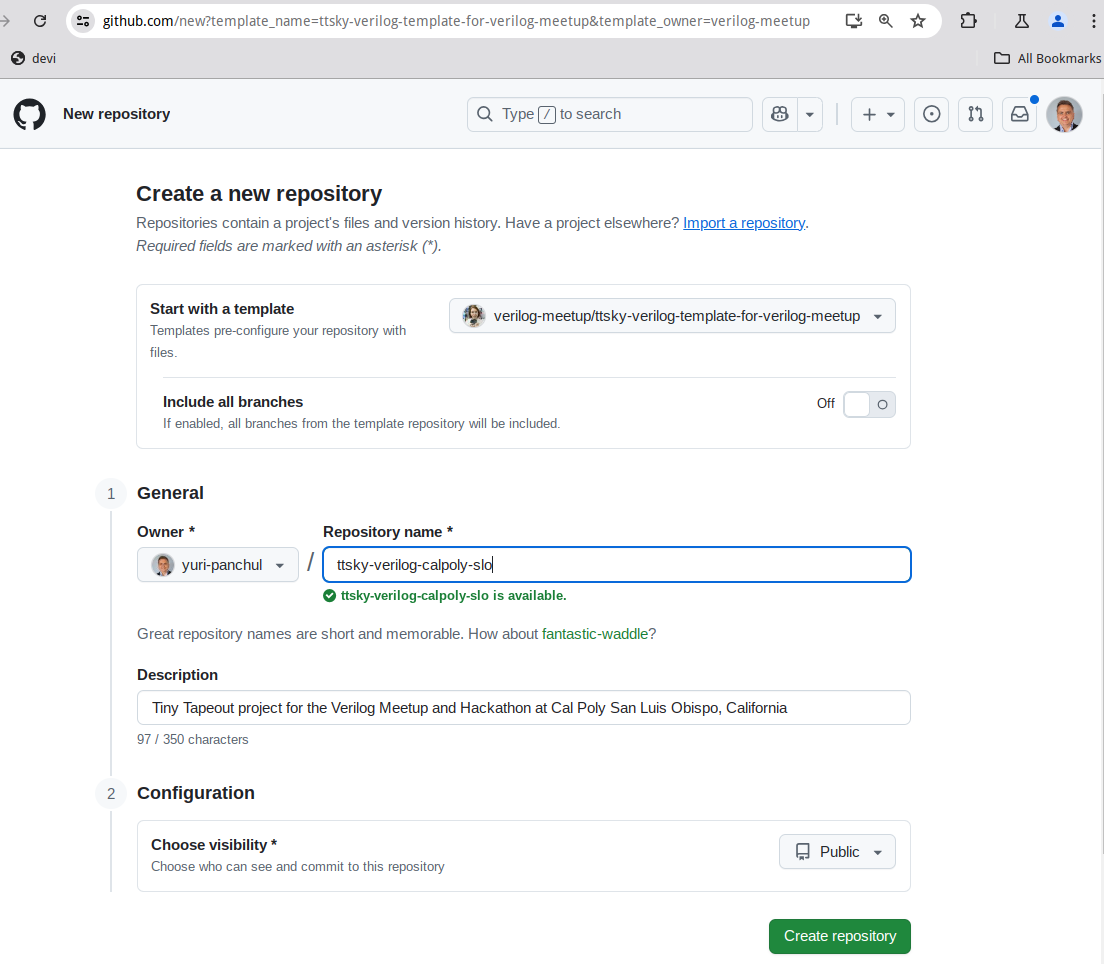 github.com/new?template_name=ttsky-verilog-template-for-verilog-meetup&template_owner=verilog-meetup
devi
All Bookmarks
New repository
Type / to search
Create a new repository
Repositories contain a project's files and version history. Have a project elsewhere? Import a repository.
Required fields are marked with an asterisk (*).
Start with a template
Templates pre-configure your repository with
files.
verilog-meetup/ttsky-verilog-template-for-verilog-meetup
Include all branches
If enabled, all branches from the template repository will be included.
Off
1 General
Owner *
Repository name *
yuri-panchul / ttsky-verilog-calpoly-slo
ttsky-verilog-calpoly-slo is available.
Great repository names are short and memorable. How about fantastic-waddle?
Description
Tiny Tapeout project for the Verilog Meetup and Hackathon at Cal Poly San Luis Obispo, California
97 / 350 characters
2 Configuration
Choose visibility *
Choose who can see and commit to this repository
Public
Create repository